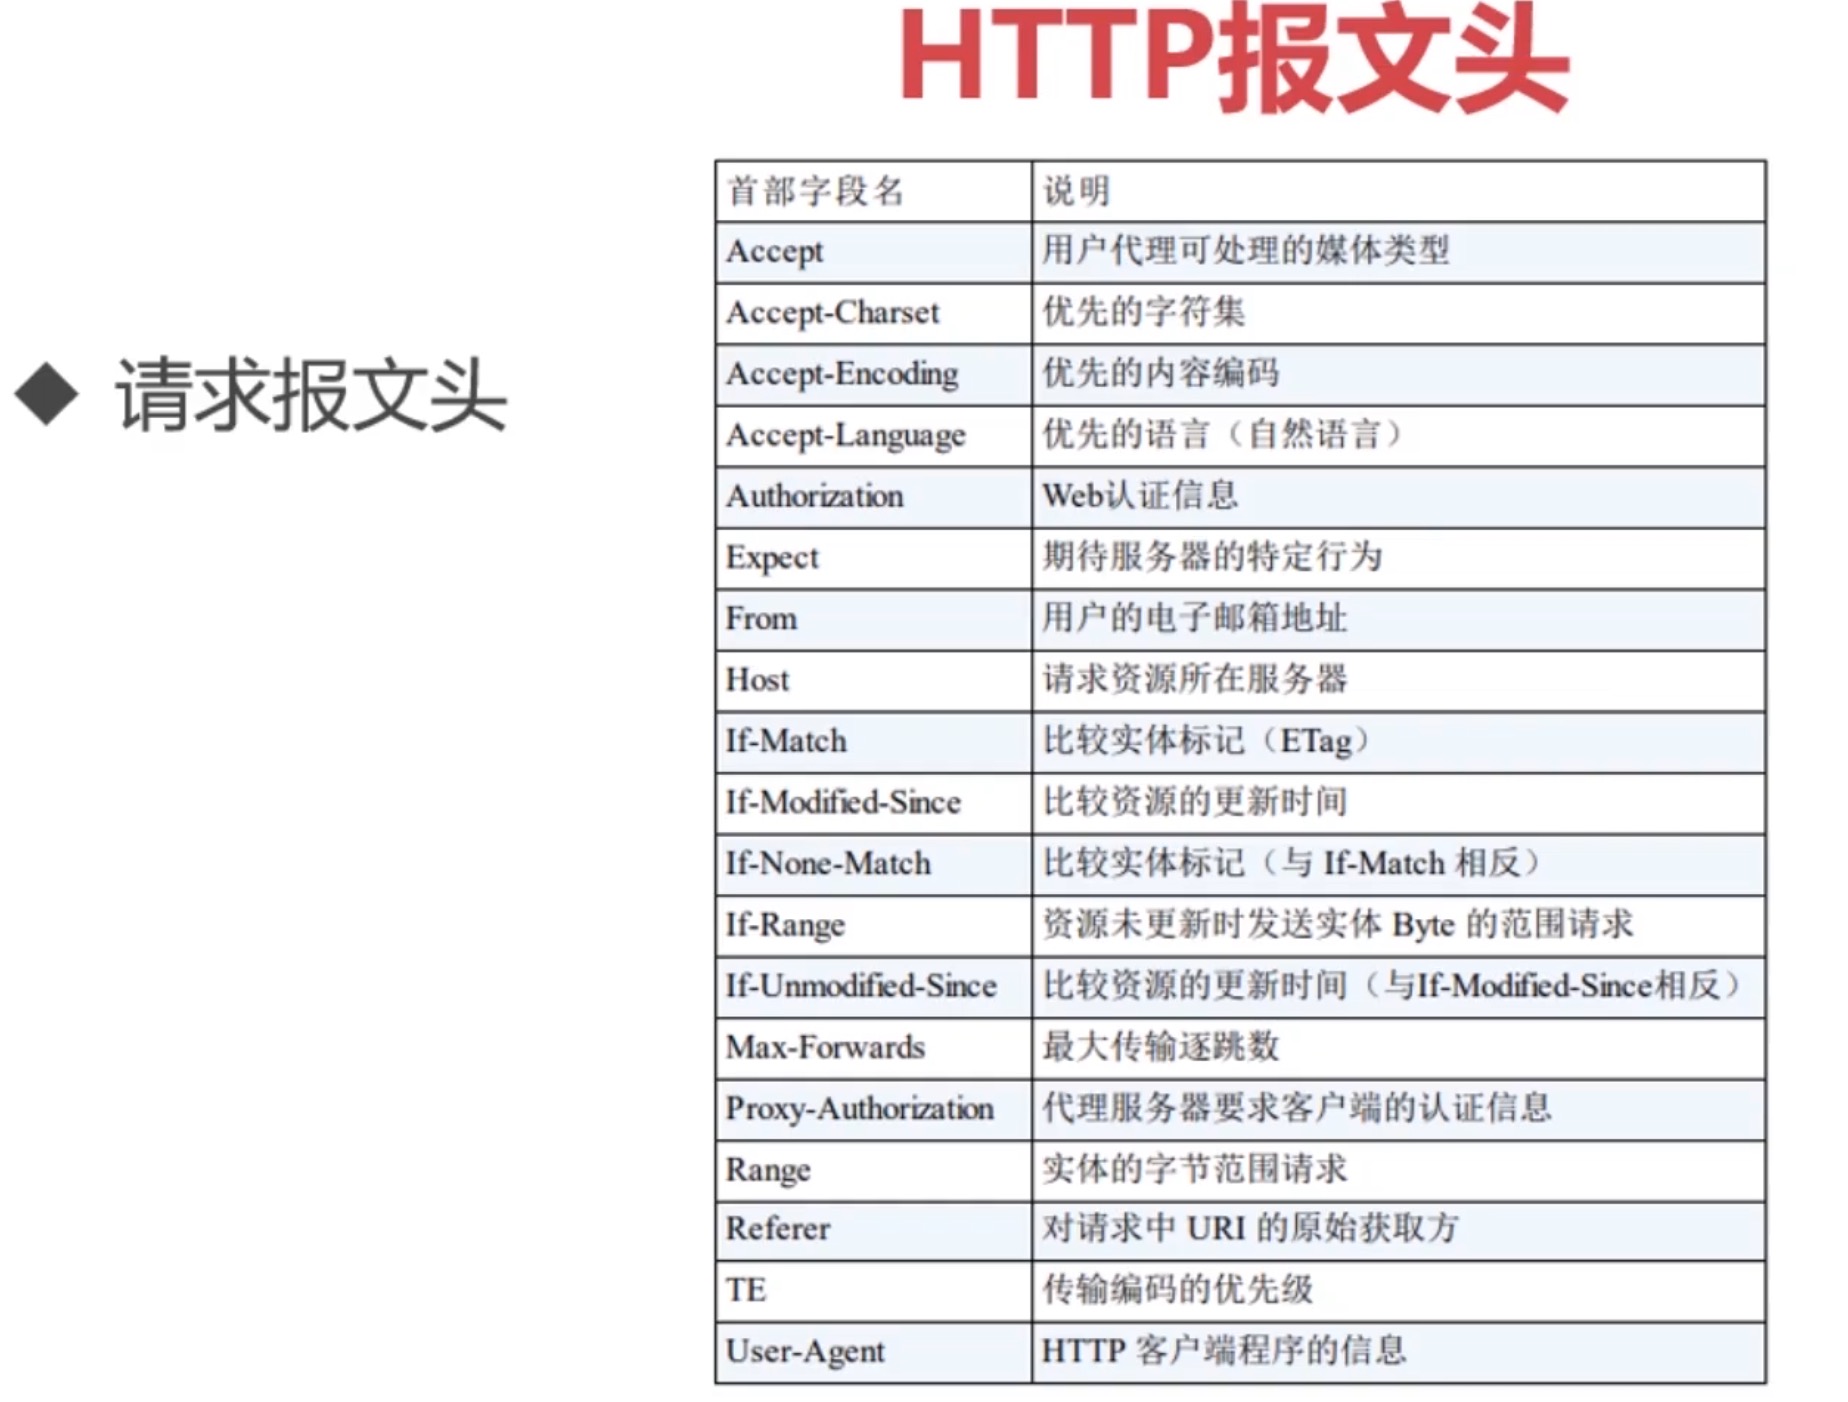 HTTP报文头
◆ 请求报文头
首部字段名 说明
Accept 用户代理可处理的媒体类型
Accept-Charset 优先的字符集
Accept-Encoding 优先的内容编码
Accept-Language 优先的语言（自然语言）
Authorization Web认证信息
Expect 期待服务器的特定行为
From 用户的电子邮箱地址
Host 请求资源所在服务器
If-Match 比较实体标记（ETag）
If-Modified-Since 比较资源的更新时间
If-None-Match 比较实体标记（与 If-Match 相反）
If-Range 资源未更新时发送实体 Byte 的范围请求
If-Unmodified-Since 比较资源的更新时间（与If-Modified-Since相反）
Max-Forwards 最大传输逐跳数
Proxy-Authorization 代理服务器要求客户端的认证信息
Range 实体的字节范围请求
Referer 对请求中 URI 的原始获取方
TE 传输编码的优先级
User-Agent HTTP 客户端程序的信息